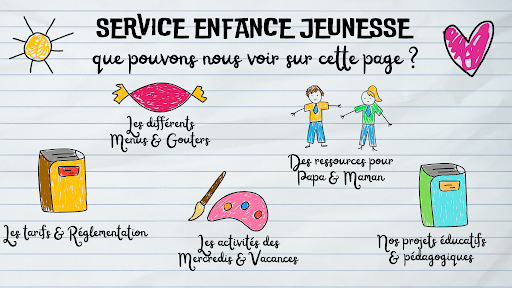 SERVICE ENFANCE JEUNESSE
que pouvons nous voir sur cette page ?
Les différents
Menus & Gouters
Des ressources pour
Papa & Maman
Les tarifs & Réglementation
Les activités des
Mercredis & Vacances
Nos projets éducatifs
& pédagogiques